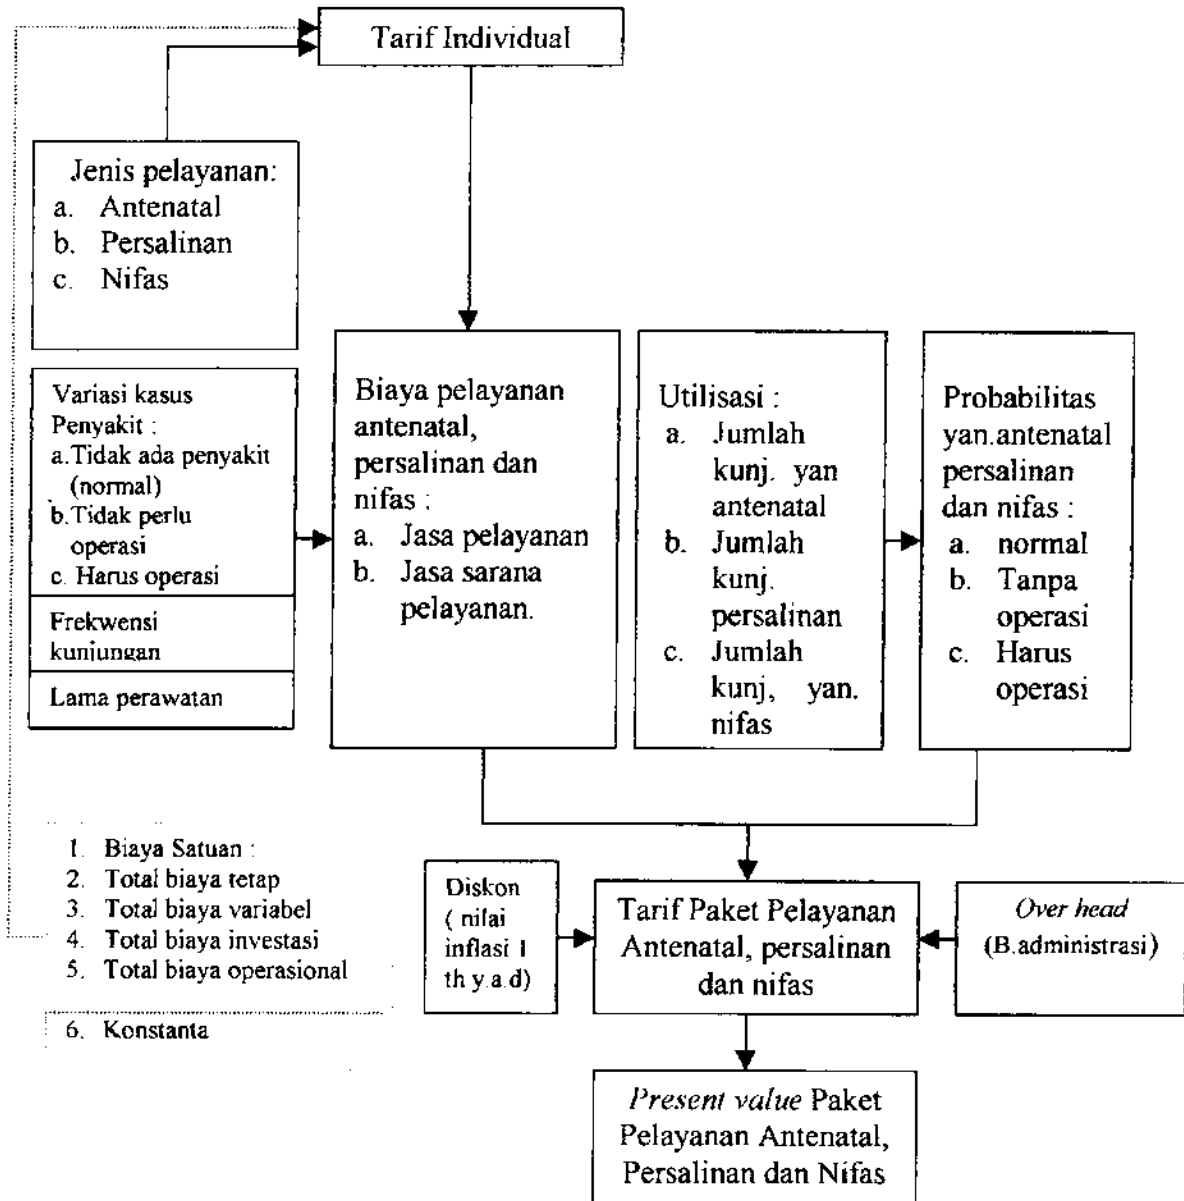 Tarif Individual
Jenis pelayanan:
a. Antenatal
b. Persalinan
c. Nifas
Variasi kasus
Penyakit :
a.Tidak ada penyakit
(normal)
b.Tidak perlu
operasi
c. Harus operasi
Frekwensi
kunjungan
Lama perawatan
Biaya pelayanan
antenatal,
persalinan dan
nifas :
a. Jasa pelayanan
b. Jasa sarana
pelayanan.
Utilisasi :
a. Jumlah
kunj. yan
antenatal
b. Jumlah
kunj.
persalinan
c. Jumlah
kunj, yan.
nifas
Probabilitas
yan.antenatal
persalinan
dan nifas :
a. normal
b. Tanpa
operasi
c. Harus
operasi
1. Biaya Satuan :
2. Total biaya tetap
3. Total biaya variabel
4. Total biaya investasi
5. Total biaya operasional
6. Konstanta
Diskon
( nilai
inflasi 1
th y.a.d)
Tarif Paket Pelayanan
Antenatal, persalinan
dan nifas
Over head
(B.administrasi)
Present value Paket
Pelayanan Antenatal,
Persalinan dan Nifas